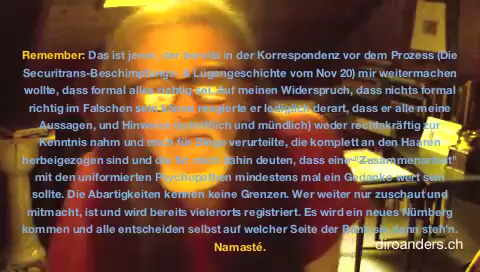 Remember: Das ist jener, der bereits in der Korrespondenz vor dem Prozess (Die
Securitrans-Beschimpfungs- & Lügengeschichte vom Nov 20) mir weitermachen
wollte, dass formal alles richtig sei. Auf meinen Widerspruch, dass nichts formal
richtig im Falschen sein könne reagierte er lediglich derart, dass er alle meine
Aussagen, und Hinweise (schriftlich und mündlich) weder rechtskräftig zur
Kenntnis nahm und mich für Dinge verurteilte, die komplett an den Haaren
herbeigezogen sind und die für mich dahin deuten, dass eine "Zusammenarbeit"
mit den uniformierten Psychopathen mindestens mal ein Gedanke wert sein
sollte. Die Abartigkeiten kennen keine Grenzen. Wer weiter nur zuschaut und
mitmacht, ist und wird bereits vielerorts registriert. Es wird ein neues Nürnberg
kommen und alle entscheiden selbst auf welcher Seite der Bank sie dann steh'n.
Namasté.
diroanders.ch